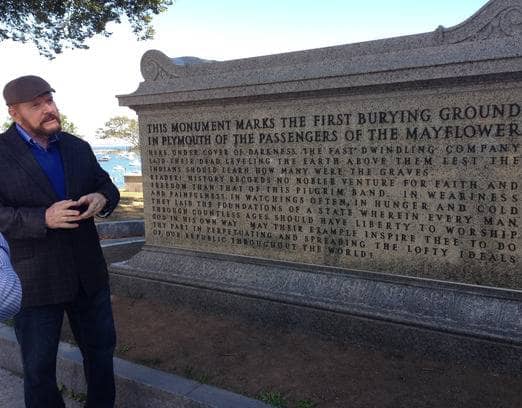 THIS MONUMENT MARKS THE FIRST BURYING GROUND
IN PLYMOUTH OF THE PASSENGERS OF THE MAYFLOWER
HERE UNDER COVER OF DARKNESS THE FAST DWINDLING COMPANY
LAID THEIR DEAD, LEVELING THE EARTH ABOVE THEM LEST THE
INDIANS SHOULD LEARN HOW MANY WERE THE GRAVES.
READER! HISTORY RECORDS NO NOBLER VENTURE FOR FAITH AND
FREEDOM THAN THAT OF THIS PILGRIM BAND. IN WEARINESS
AND PAINFULNESS, IN WATCHINGS OFTEN, IN HUNGER AND COLD
THEY LAID THE FOUNDATIONS OF A STATE WHEREIN EVERY MAN
THROUGH COUNTLESS AGES SHOULD HAVE LIBERTY TO WORSHIP
GOD IN HIS OWN WAY. MAY THEIR EXAMPLE INSPIRE THEE TO DO
THY PART IN PERPETUATING AND SPREADING THE LOFTY IDEALS
OF OUR REPUBLIC THROUGHOUT THE WORLD!